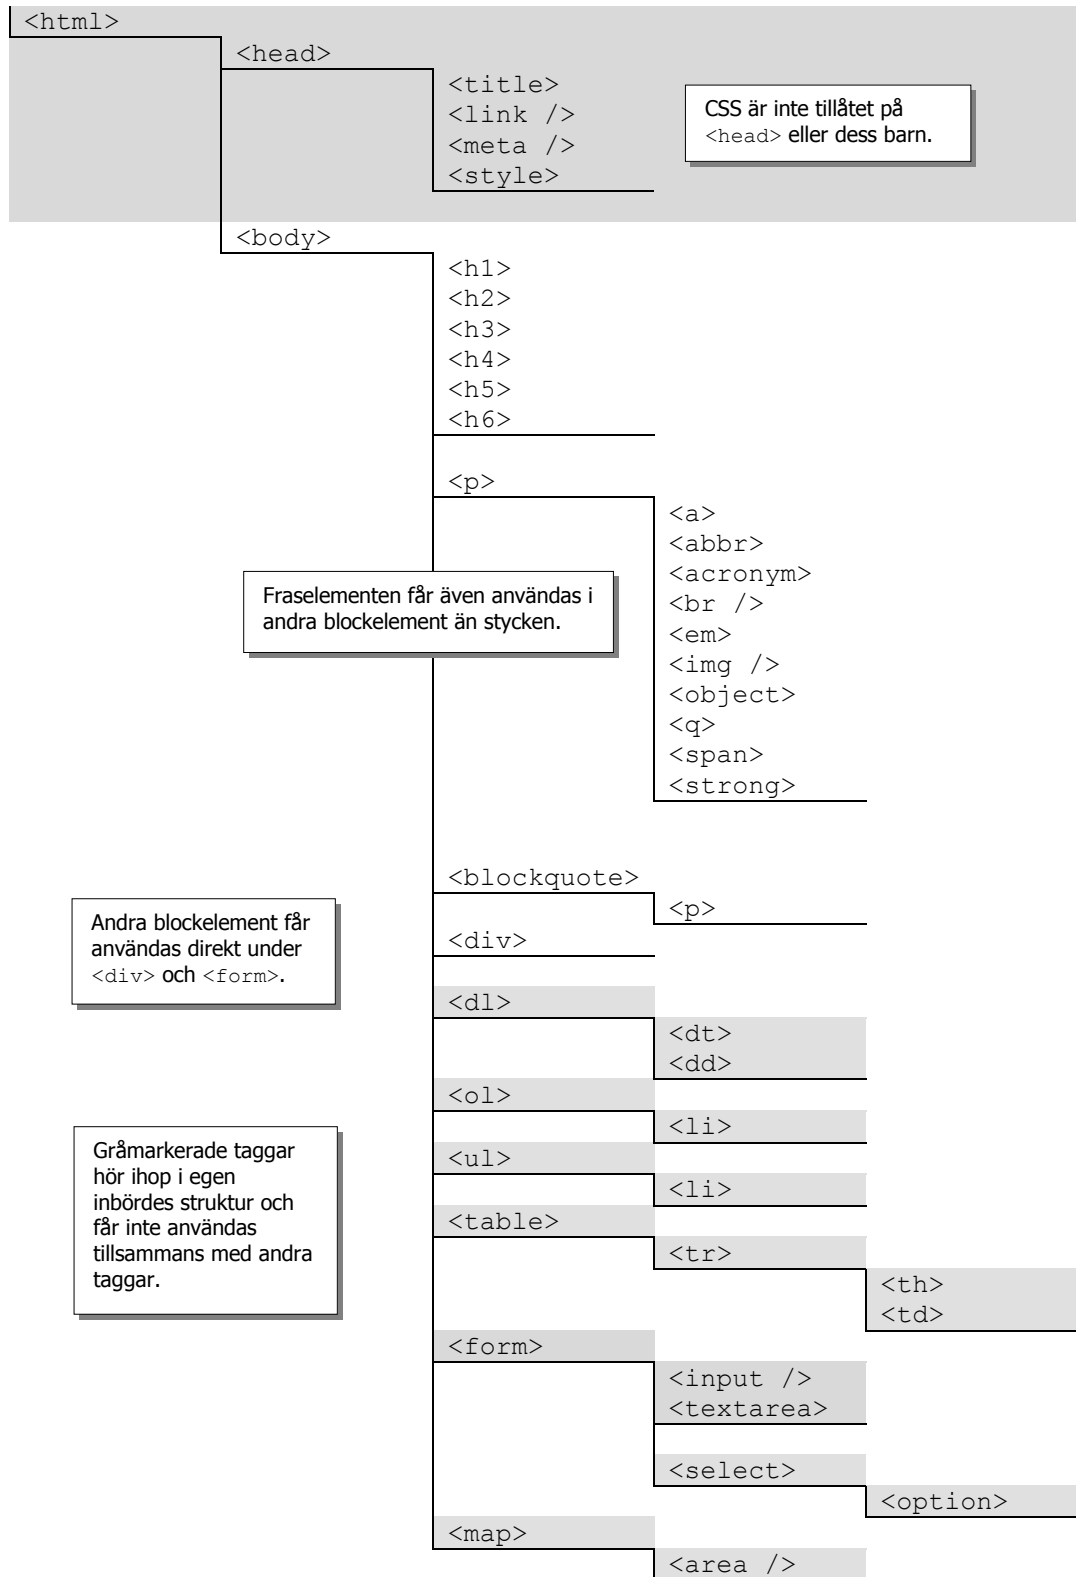 <html>
<head>
<title>
<link />
<meta />
<style>
CSS är inte tillåtet på
<head> eller dess barn.
<body>
<h1>
<h2>
<h3>
<h4>
<h5>
<h6>
<p>
<a>
<abbr>
<acronym>
<br />
<em>
<img />
<object>
<q>
<span>
<strong>
Fraselementen får även användas i
andra blockelement än stycken.
<blockquote>
<p>
<div>
Andra blockelement får
användas direkt under
<div> och <form>.
<dl>
<dt>
<dd>
<ol>
<li>
<ul>
<li>
Gråmarkerade taggar
hör ihop i egen
inbördes struktur och
får inte användas
tillsammans med andra
taggar.
<table>
<tr>
<th>
<td>
<form>
<input />
<textarea>
<select>
<option>
<map>
<area />